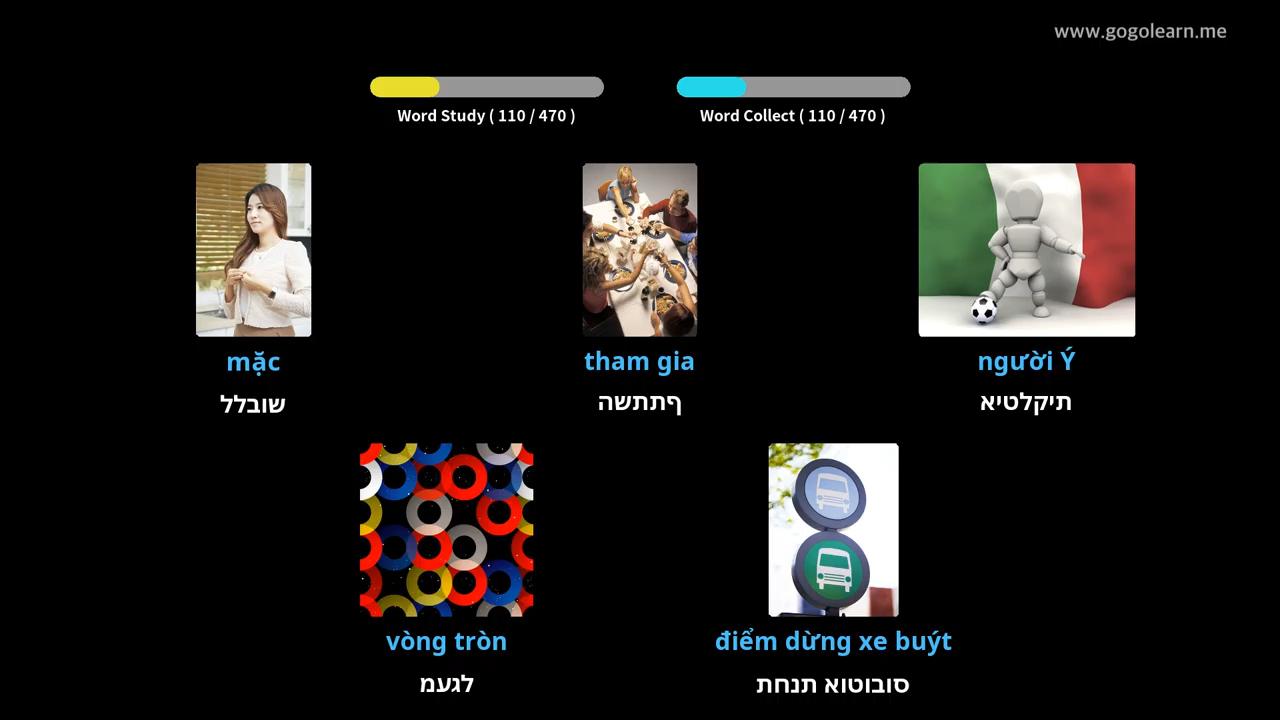 www.gogolearn.me
Word Study ( 110 / 470 )
Word Collect ( 110 / 470 )
mặc
שובלל
tham gia
ףתתשה
người Ý
תיקלטיא
vòng tròn
לגעמ
điểm dừng xe buýt
סובוטוא תנחת